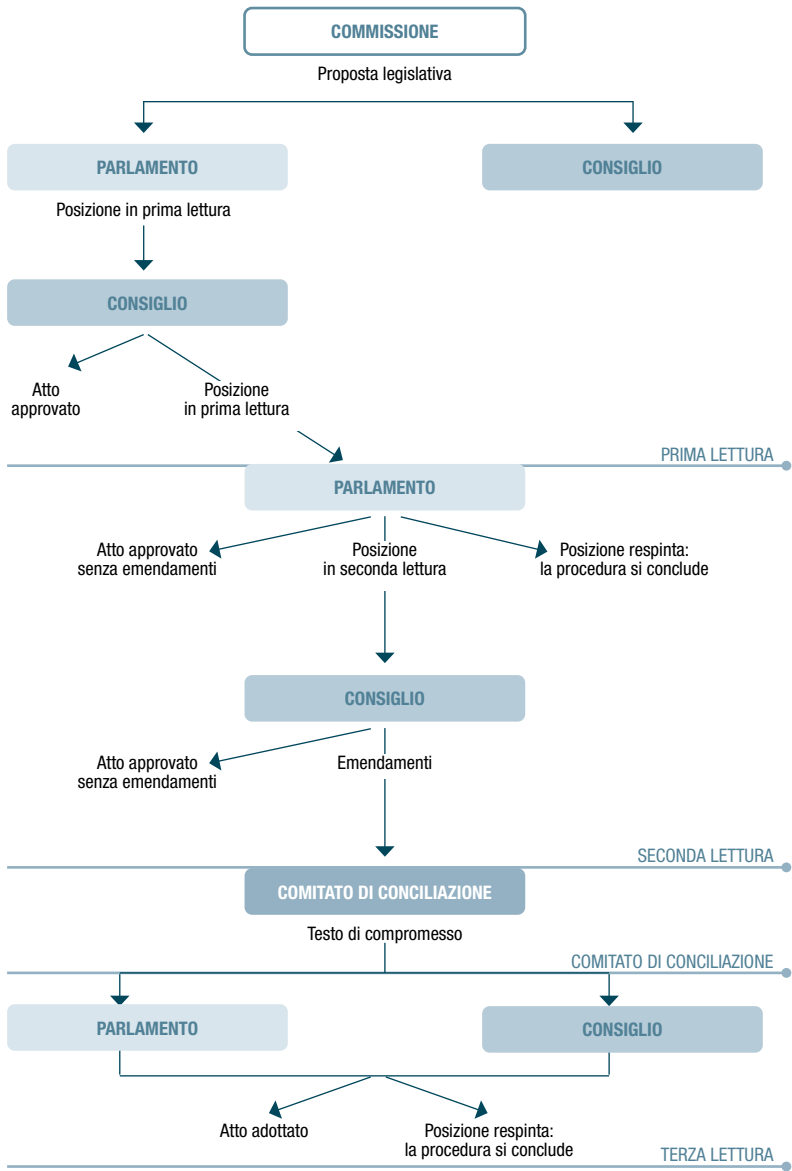 COMMISSIONE
Proposta legislativa
PARLAMENTO
CONSIGLIO
Posizione in prima lettura
CONSIGLIO
Atto
approvato
Posizione
in prima lettura
PRIMA LETTURA
PARLAMENTO
Atto approvato
senza emendamenti
Posizione
in seconda lettura
Posizione respinta:
la procedura si conclude
CONSIGLIO
Atto approvato
senza emendamenti
Emendamenti
SECONDA LETTURA
COMITATO DI CONCILIAZIONE
Testo di compromesso
COMITATO DI CONCILIAZIONE
PARLAMENTO
CONSIGLIO
Atto adottato
Posizione respinta:
la procedura si conclude
TERZA LETTURA